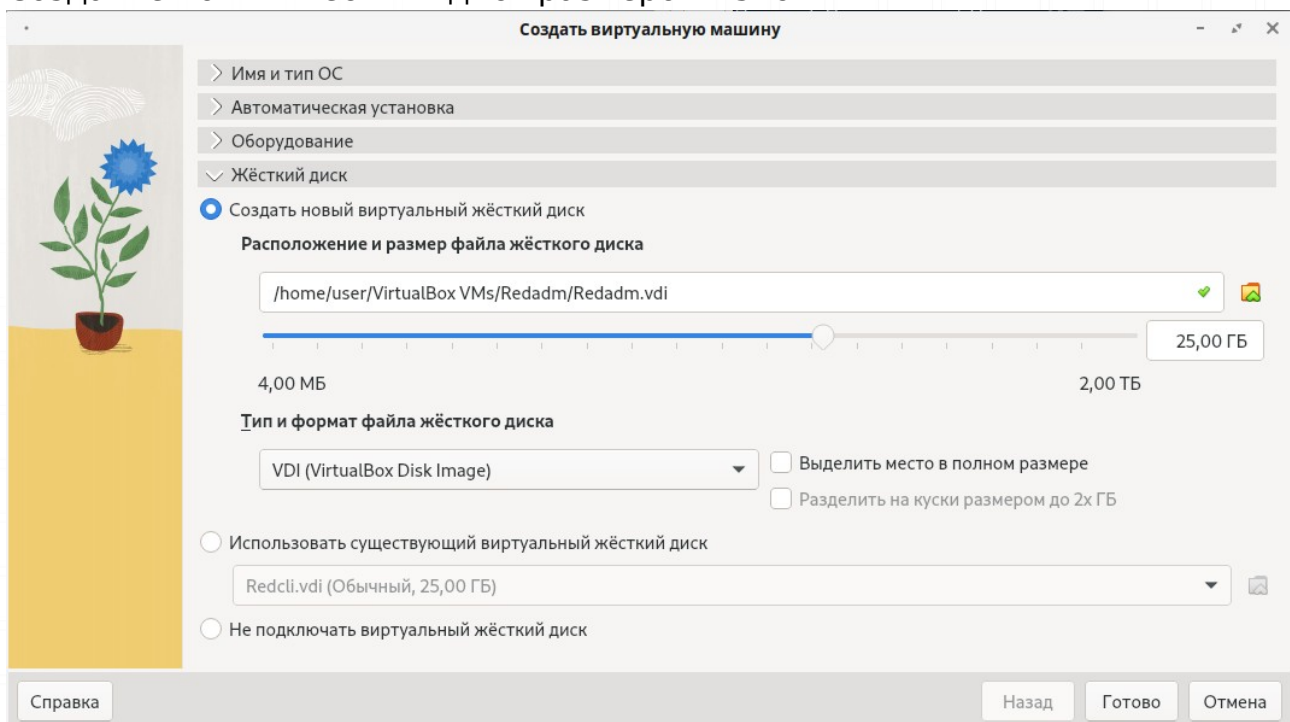 Создать виртуальную машину
Имя и тип ОС
Автоматическая установка
Оборудование
Жёсткий диск
Создать новый виртуальный жёсткий диск
Расположение и размер файла жёсткого диска
/home/user/VirtualBox VMs/Redadm/Redadm.vdi
25,00 ГБ
4,00 МБ 2,00 ТБ
Тип и формат файла жёсткого диска
VDI (VirtualBox Disk Image)
Выделить место в полном размере
Разделить на куски размером до 2х ГБ
Использовать существующий виртуальный жёсткий диск
Redcli.vdi (Обычный, 25,00 ГБ)
Не подключать виртуальный жёсткий диск
Справка Назад Готово Отмена